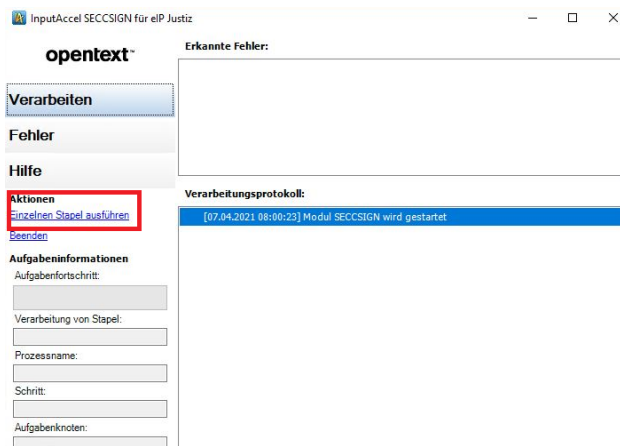 InputAccel SECCSIGN für eIP Justiz
opentext™
Verarbeiten
Fehler
Hilfe
Aktionen
Einzelnen Stapel ausführen
Beenden
Aufgabeninformationen
Aufgabenfortschritt:
Verarbeitung von Stapel:
Prozessname:
Schritt:
Aufgabenknoten:
Erkannte Fehler:
Verarbeitungsprotokoll:
[07.04.2021 08:00:23] Modul SECCSIGN wird gestartet